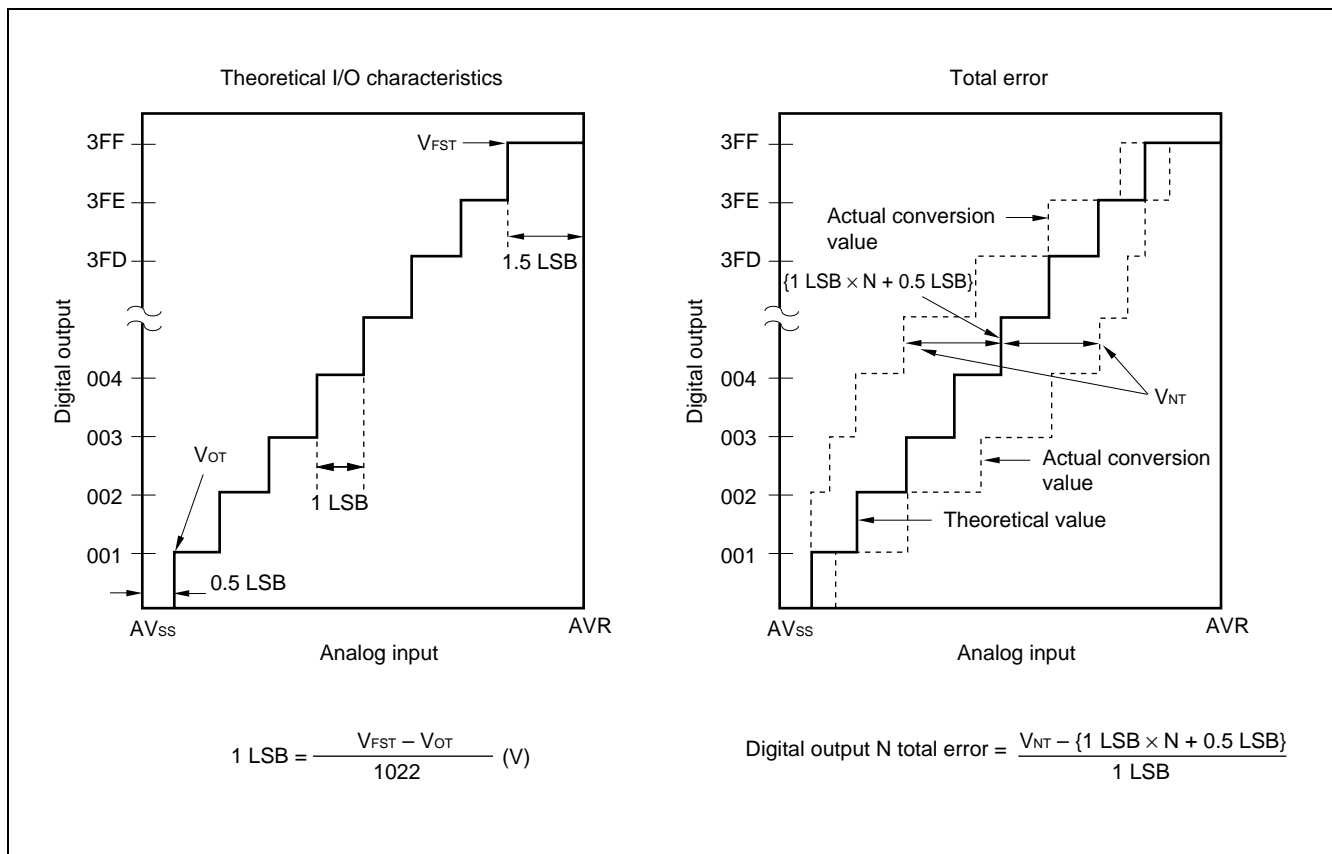 Theoretical I/O characteristics
3FF
3FE
3FD
004
003
002
001
Digital output
VFST
1.5 LSB
VOT
1 LSB
0.5 LSB
AVSS
AVR
Analog input
1 LSB = VFST – VOT / 1022 (V)
Total error
3FF
3FE
3FD
004
003
002
001
Digital output
Actual conversion
value
{1 LSB × N + 0.5 LSB}
VNT
Actual conversion
value
Theoretical value
AVSS
AVR
Analog input
Digital output N total error = VNT – {1 LSB × N + 0.5 LSB} / 1 LSB